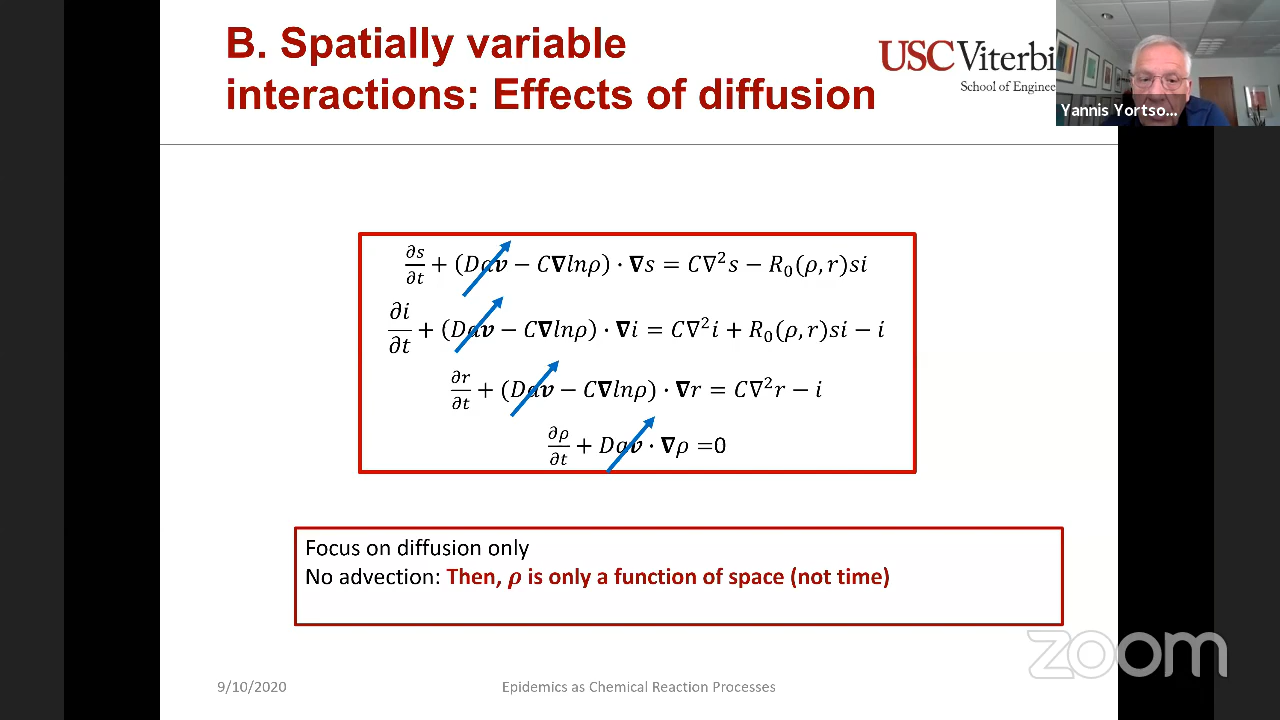 B. Spatially variable
interactions: Effects of diffusion
USC Viterbi
School of Enginee
Yannis Yortso...
∂s/∂t + (Da𝒗 − C𝛁lnρ) · 𝛁s = C∇²s − R₀(ρ, r)si
∂i/∂t + (Da𝒗 − C𝛁lnρ) · 𝛁i = C∇²i + R₀(ρ, r)si − i
∂r/∂t + (Da𝒗 − C𝛁lnρ) · 𝛁r = C∇²r − i
∂ρ/∂t + Da𝒗 · 𝛁ρ =0
Focus on diffusion only
No advection: Then, ρ is only a function of space (not time)
zoom
9/10/2020
Epidemics as Chemical Reaction Processes